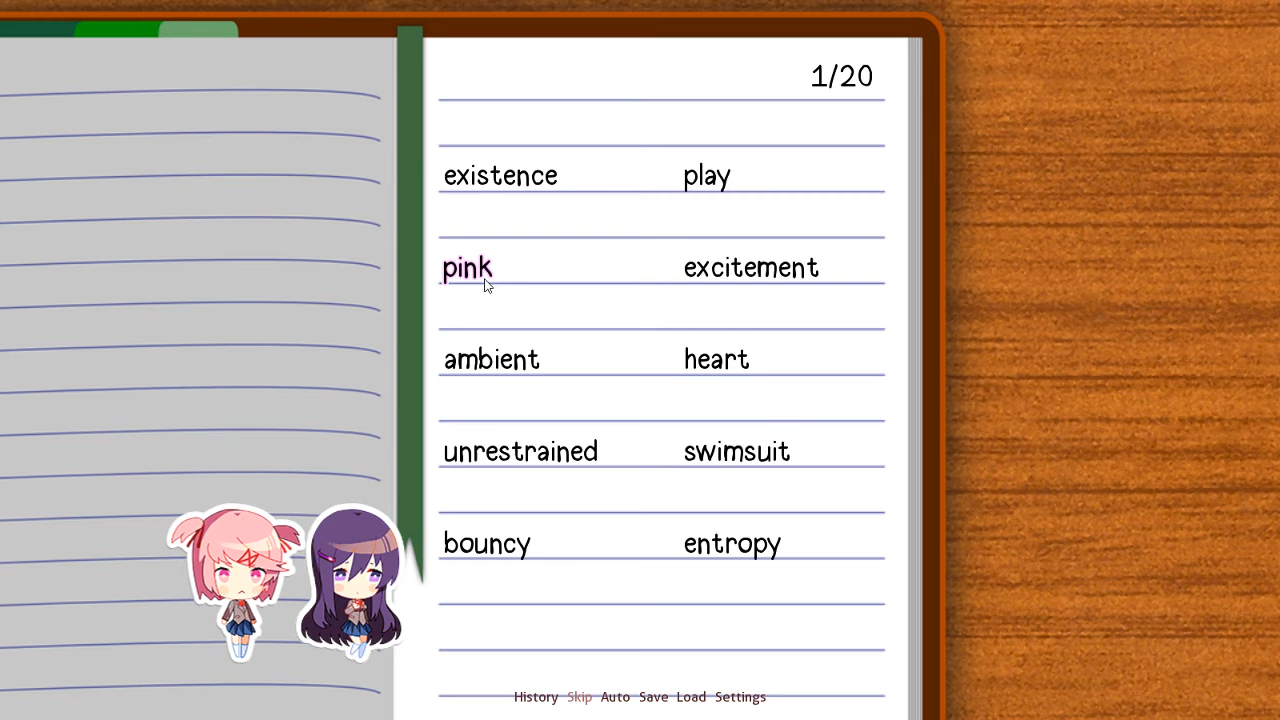 1/20
existence play
pink excitement
ambient heart
unrestrained swimsuit
bouncy entropy
History Skip Auto Save Load Settings